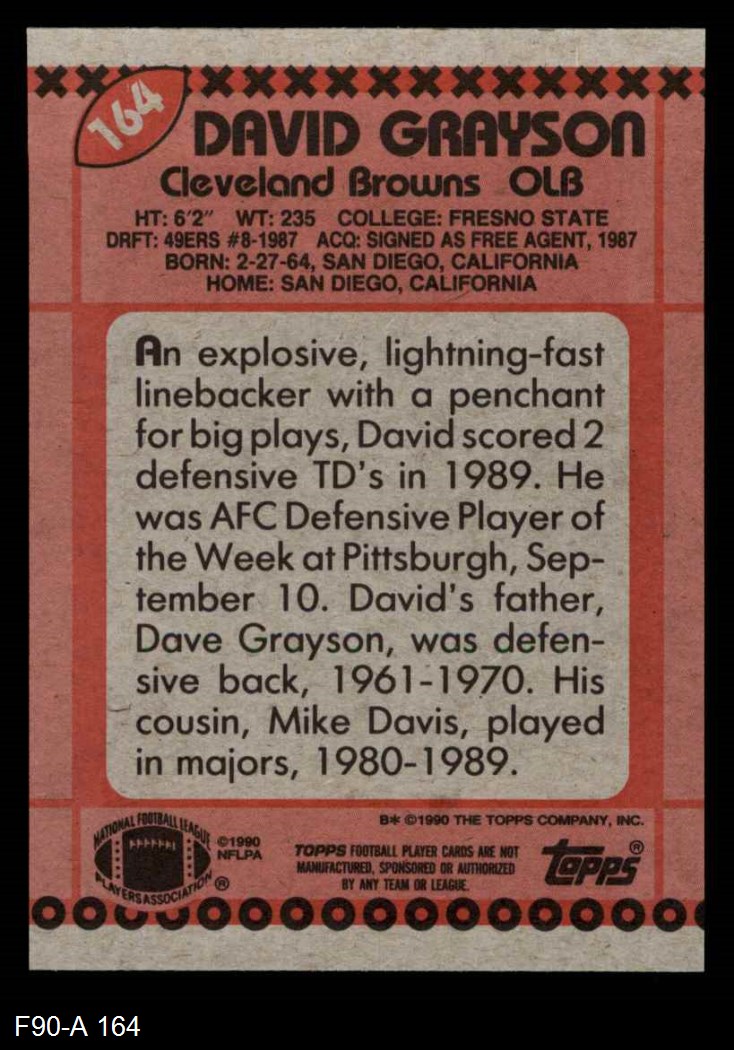 164
DAVID GRAYSON
Cleveland Browns OLB
HT: 6'2" WT: 235 COLLEGE: FRESNO STATE
DRFT: 49ERS #8-1987 ACQ: SIGNED AS FREE AGENT, 1987
BORN: 2-27-64, SAN DIEGO, CALIFORNIA
HOME: SAN DIEGO, CALIFORNIA
An explosive, lightning-fast
linebacker with a penchant
for big plays, David scored 2
defensive TD's in 1989. He
was AFC Defensive Player of
the Week at Pittsburgh, Sep-
tember 10. David's father,
Dave Grayson, was defen-
sive back, 1961-1970. His
cousin, Mike Davis, played
in majors, 1980-1989.
B* ©1990 THE TOPPS COMPANY, INC.
NATIONAL FOOTBALL LEAGUE
PLAYERS ASSOCIATION ®
©1990
NFLPA
TOPPS FOOTBALL PLAYER CARDS ARE NOT
MANUFACTURED, SPONSORED OR AUTHORIZED
BY ANY TEAM OR LEAGUE.
topps®
F90-A 164